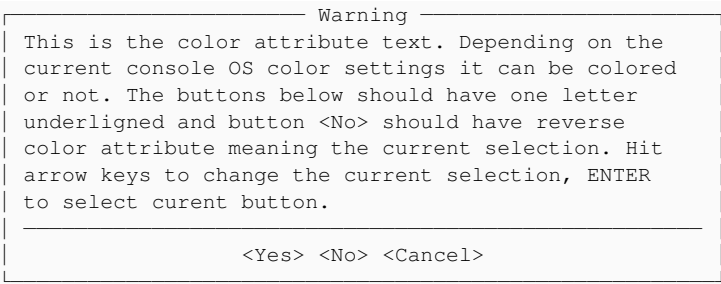 Warning
This is the color attribute text. Depending on the
current console OS color settings it can be colored
or not. The buttons below should have one letter
underligned and button <No> should have reverse
color attribute meaning the current selection. Hit
arrow keys to change the current selection, ENTER
to select curent button.
<Yes> <No> <Cancel>